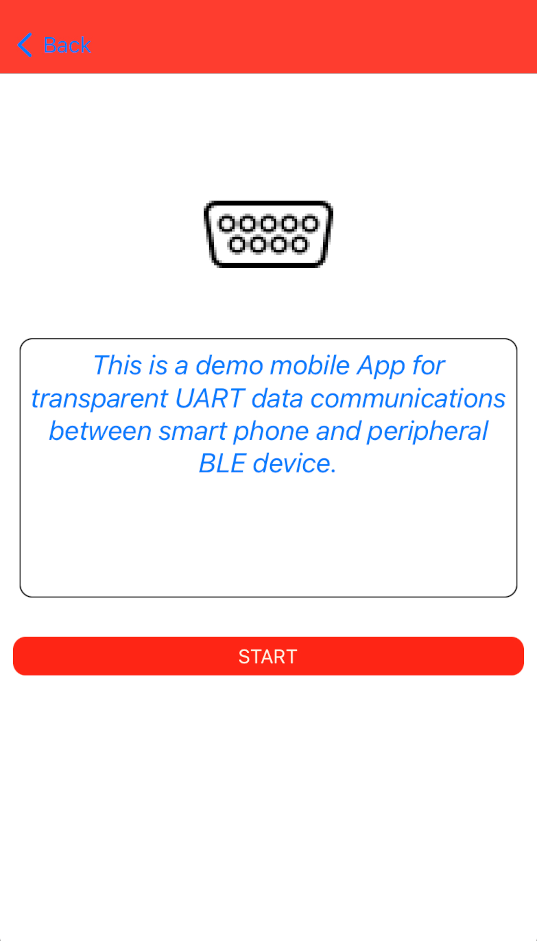 Back
This is a demo mobile App for
transparent UART data communications
between smart phone and peripheral
BLE device.
START